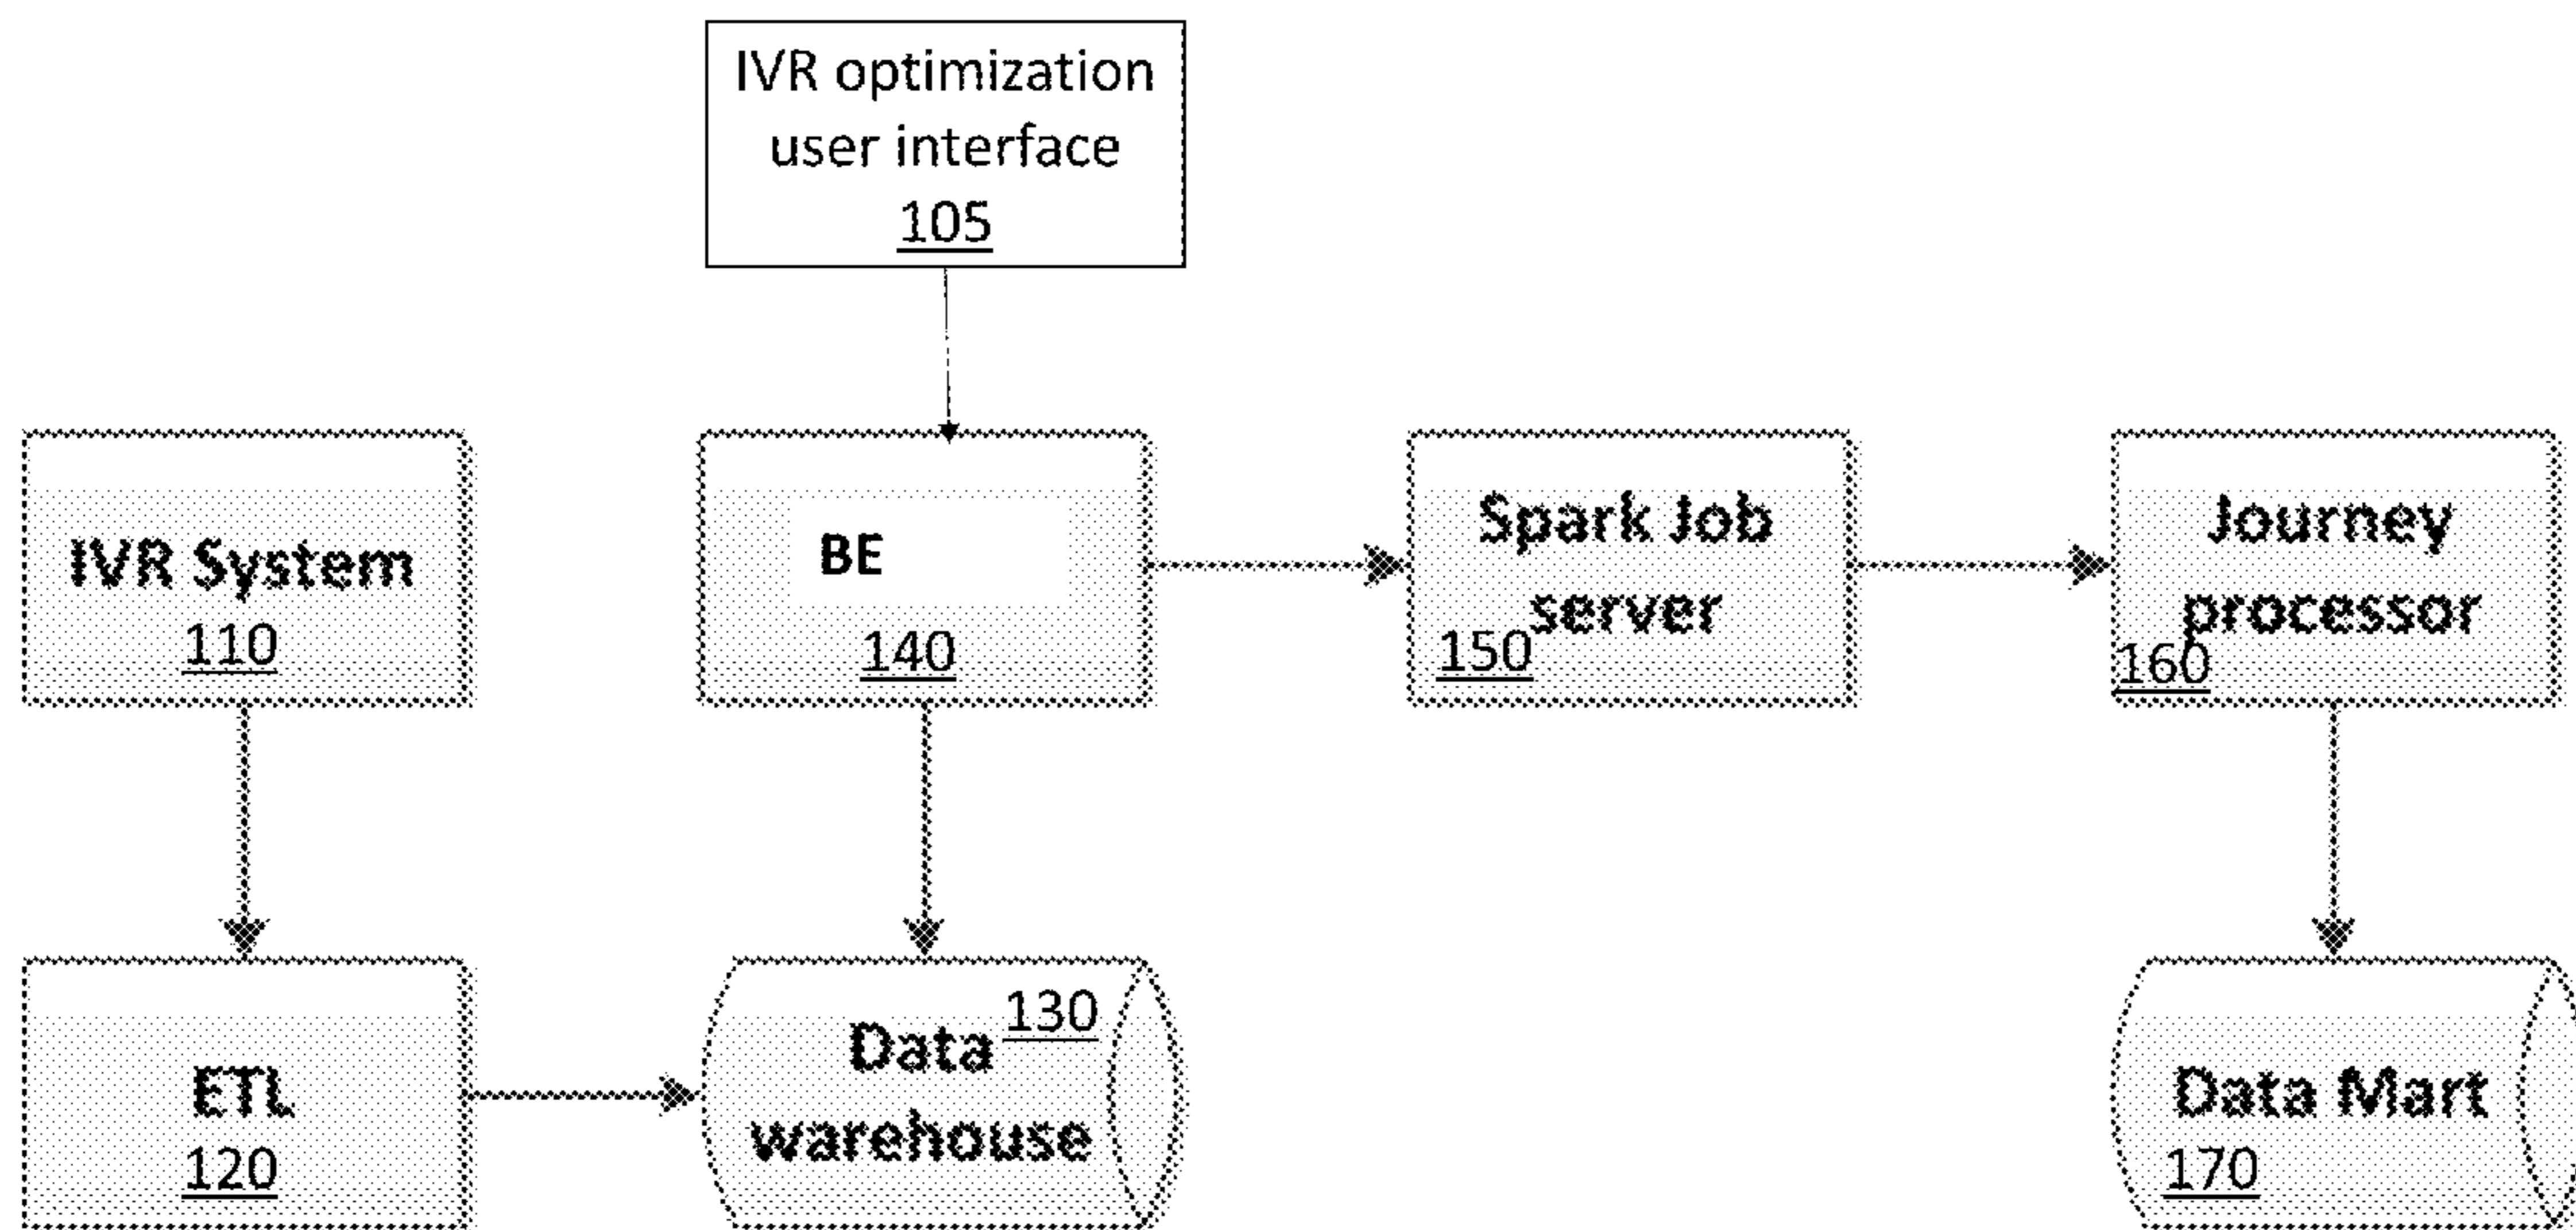 IVR optimization
user interface
105
IVR System
110
BE
140
Spark Job
server
150
Journey
processor
160
ETL
120
Data
130
warehouse
Data Mart
170